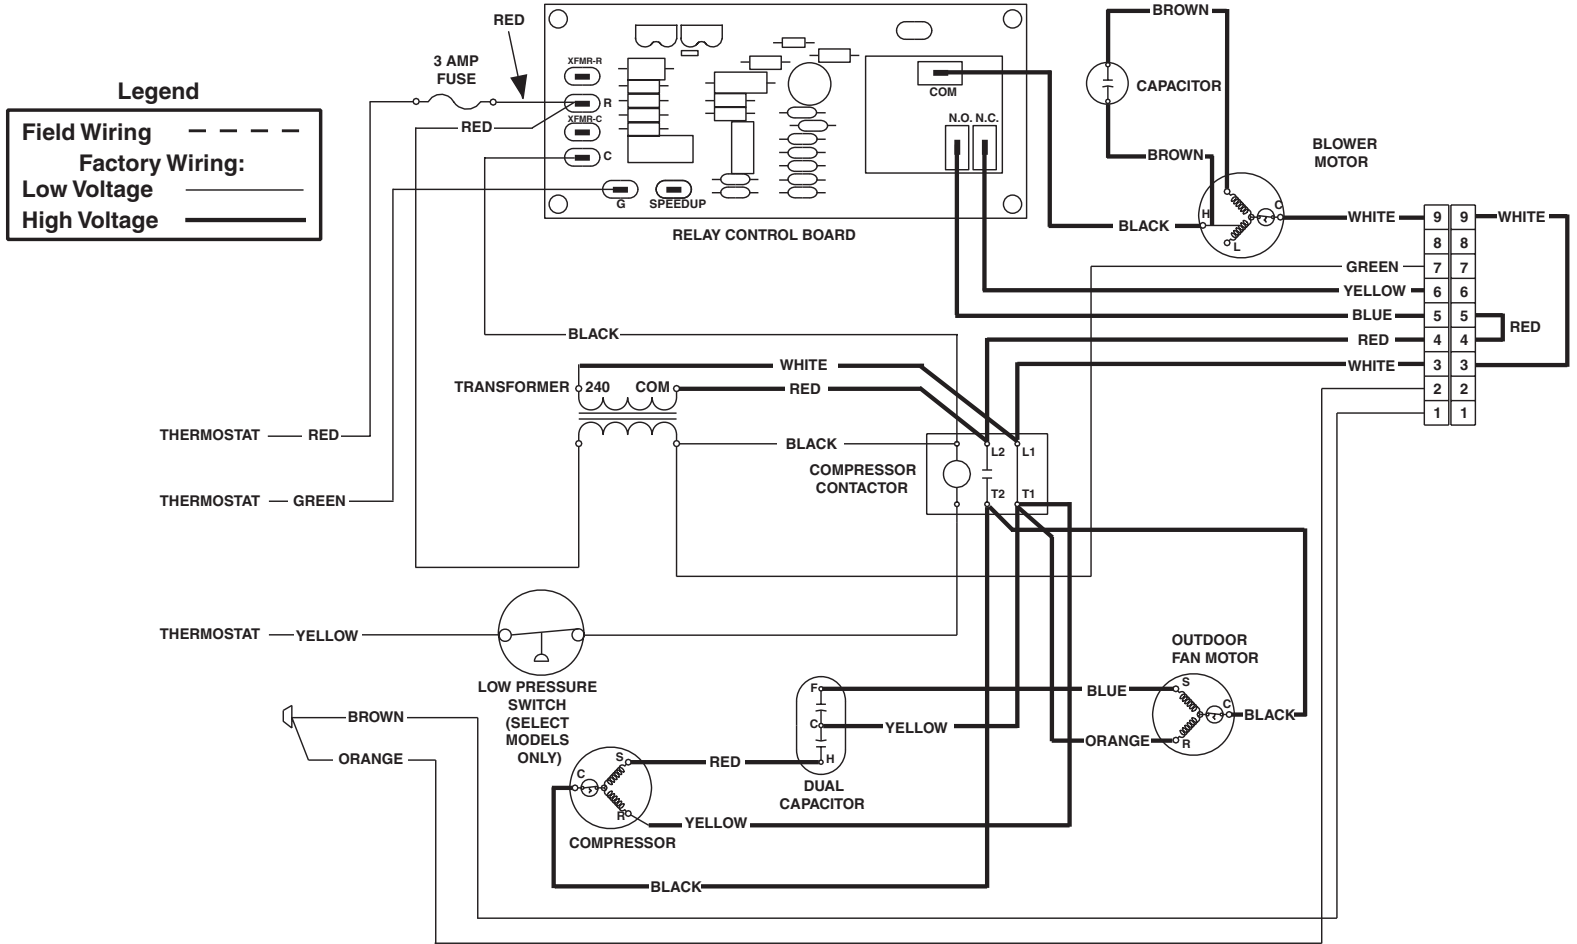 BROWN
RED
3 AMP
FUSE
XFMR-R
R
XFMR-C
C
RED
G
SPEEDUP
COM
N.O. N.C.
RELAY CONTROL BOARD
CAPACITOR
BROWN
BLOWER
MOTOR
Legend
Field Wiring
Factory Wiring:
Low Voltage
High Voltage
H
C
L
BLACK
WHITE
9 9
WHITE
8 8
GREEN
7 7
YELLOW
6 6
BLUE
5 5
RED
RED
4 4
WHITE
3 3
2 2
1 1
BLACK
WHITE
TRANSFORMER
240
COM
RED
THERMOSTAT
RED
BLACK
COMPRESSOR
CONTACTOR
L2
L1
T2
T1
THERMOSTAT
GREEN
THERMOSTAT
YELLOW
LOW PRESSURE
SWITCH
(SELECT
MODELS
ONLY)
OUTDOOR
FAN MOTOR
S
C
R
BLUE
BLACK
ORANGE
F
C
H
YELLOW
DUAL
CAPACITOR
BROWN
ORANGE
RED
C
S
R
COMPRESSOR
YELLOW
BLACK